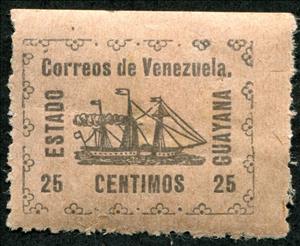 Correos de Venezuela.
ESTADO
GUAYANA
25 CENTIMOS 25